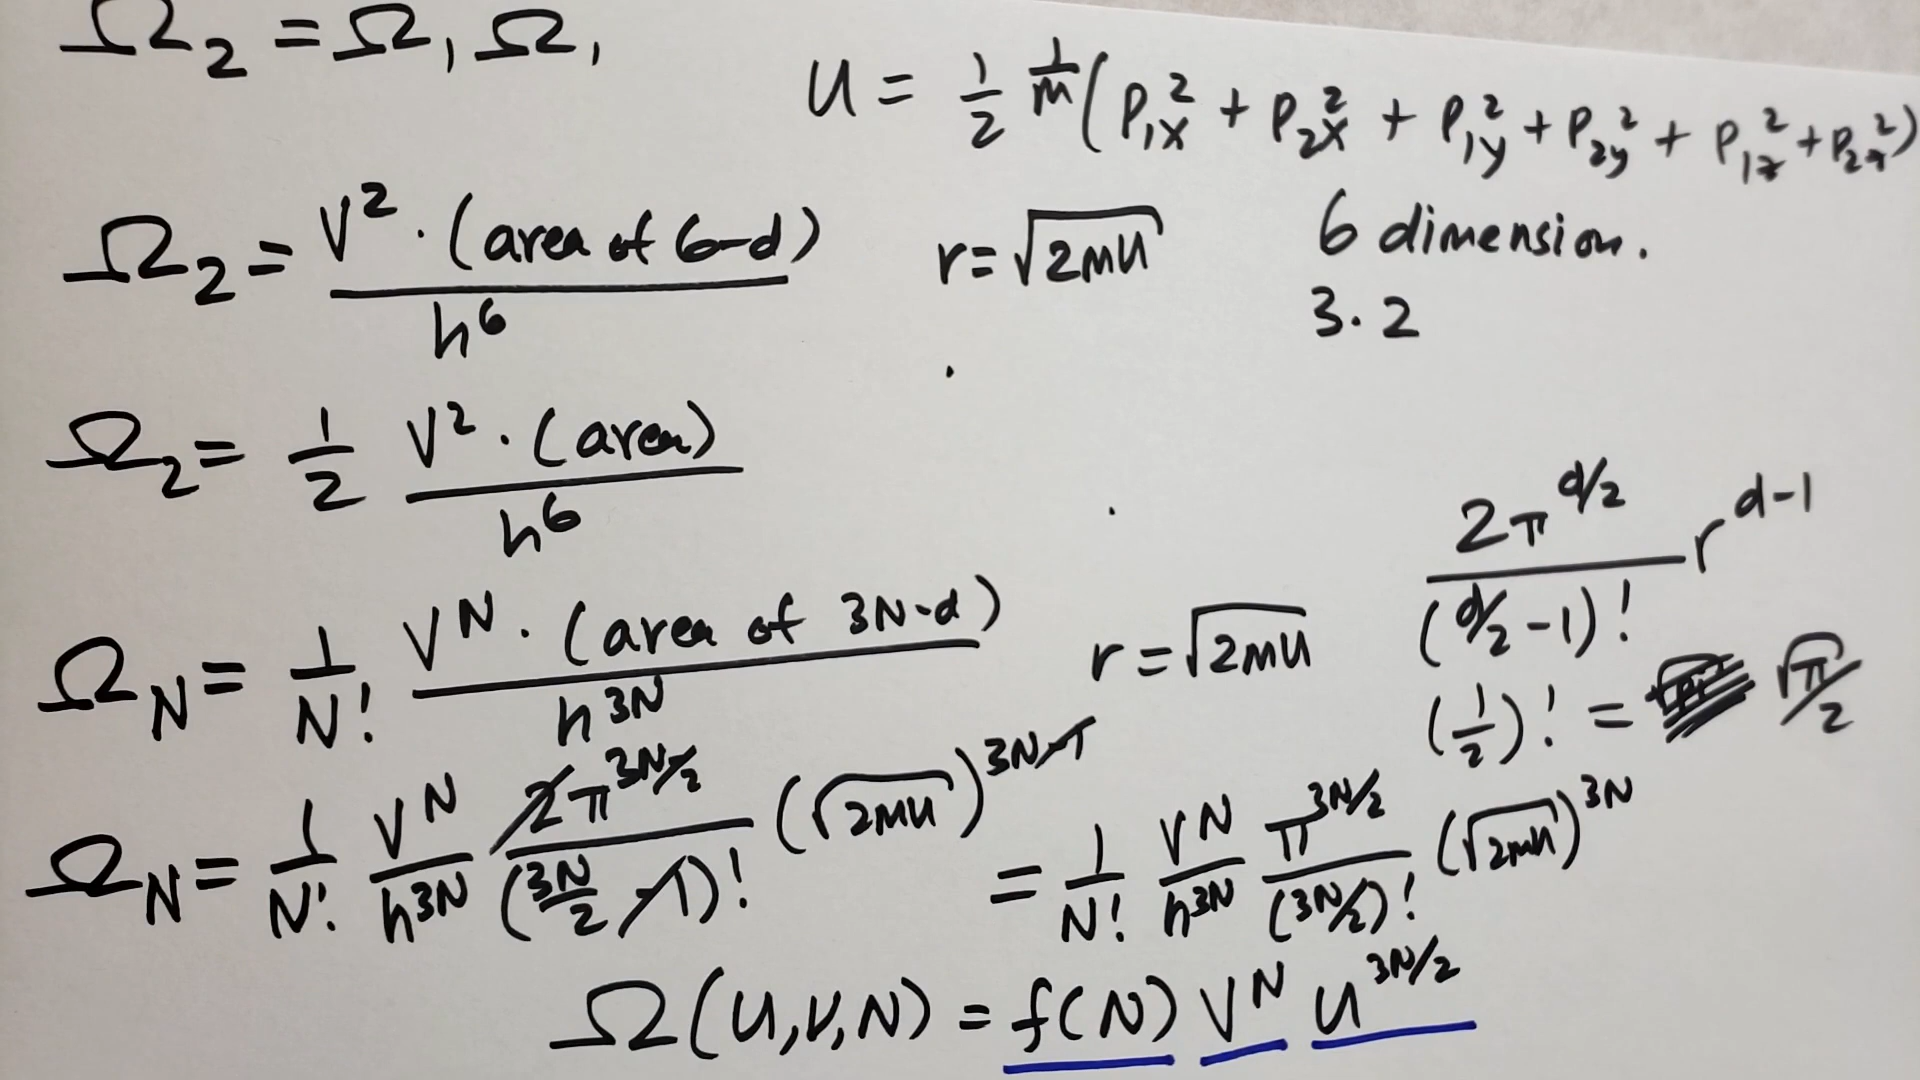 Ω₂ = Ω₁ Ω₁
U = 1/2 1/m (p₁ₓ² + p₂ₓ² + p₁y² + p₂y² + p₁z² + p₂z²)
Ω₂ = V² · (area of 6-d) / h⁶
r = √(2mU)
6 dimension.
3 · 2
Ω₂ = 1/2 V² · (area) / h⁶
2π^(d/2) / (d/2 - 1)! r^(d-1)
Ω_N = 1/N! V^N · (area of 3N-d) / h^(3N)
r = √(2mU)
(1/2)! = √π/2
Ω_N = 1/N! V^N/h^(3N) 2π^(3N/2) / (3N/2 - 1)! (√(2mU))^(3N-1)
= 1/N! V^N/h^(3N) π^(3N/2) / (3N/2)! (√(2mU))^(3N)
Ω(U,V,N) = f(N) V^N U^(3N/2)